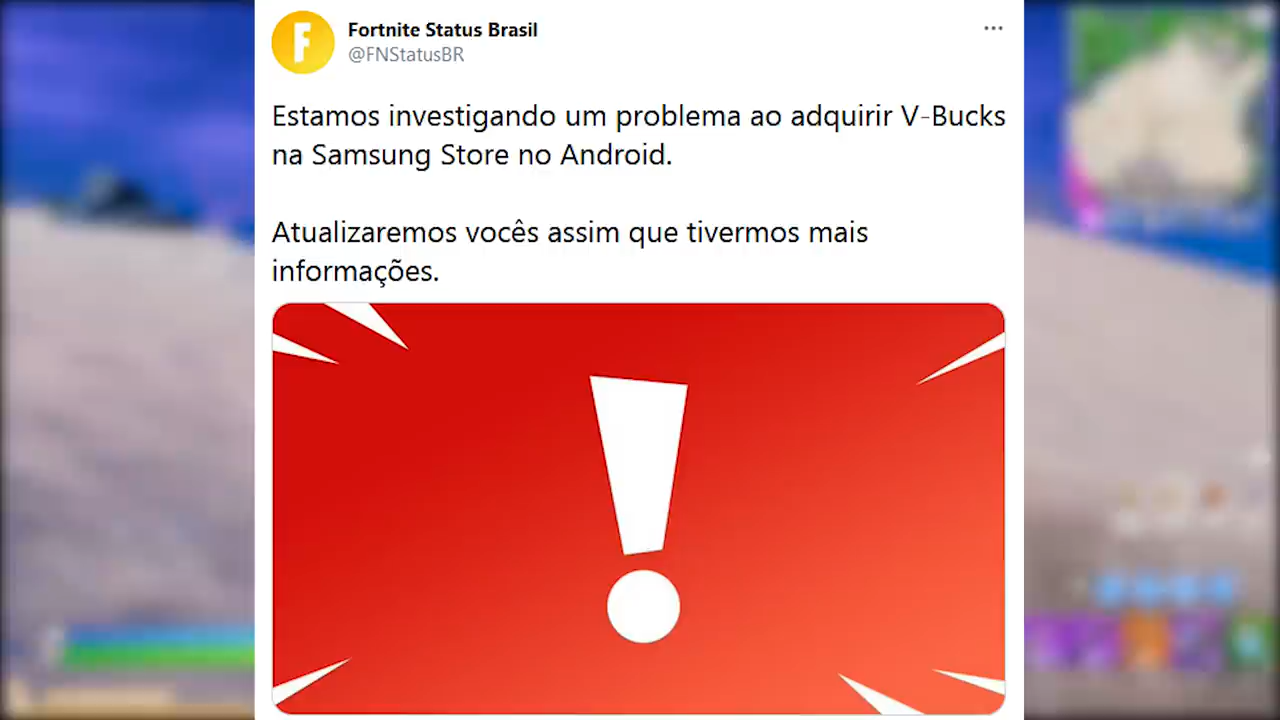 Fortnite Status Brasil
@FNStatusBR
Estamos investigando um problema ao adquirir V-Bucks
na Samsung Store no Android.
Atualizaremos vocês assim que tivermos mais
informações.